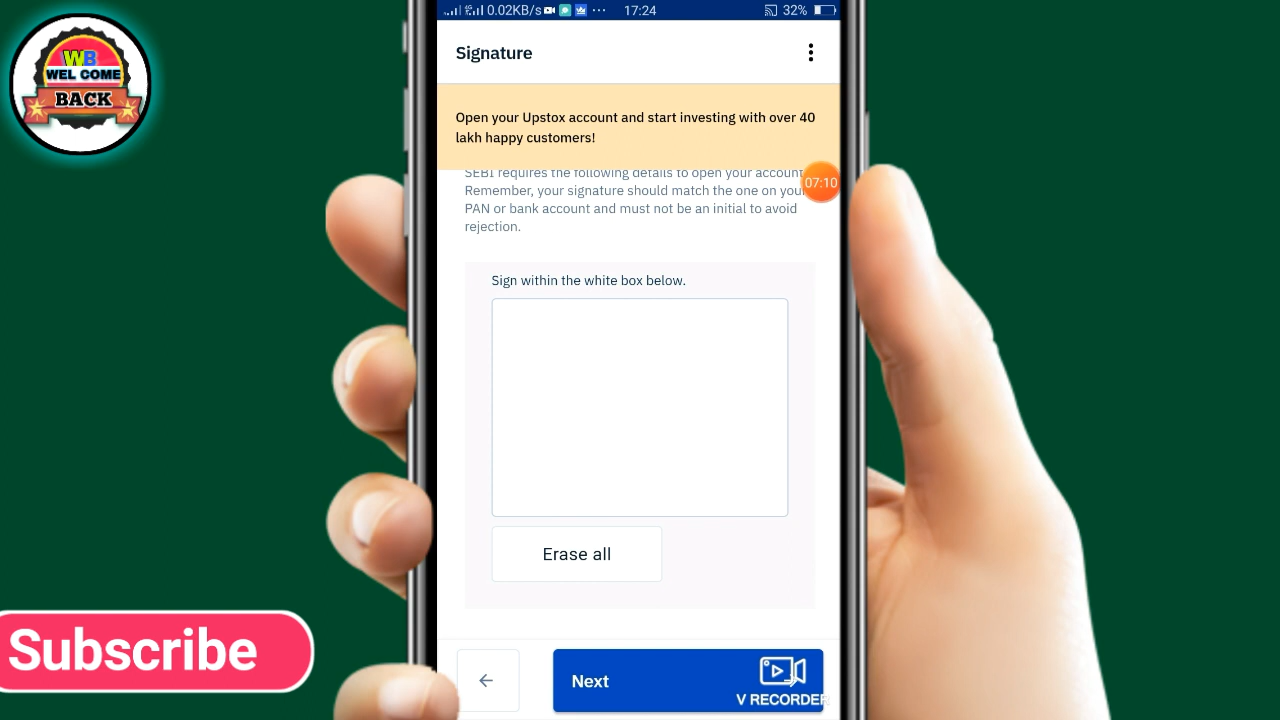 WB
WEL COME
BACK
0.02KB/s
17:24
32%
Signature
Open your Upstox account and start investing with over 40
lakh happy customers!
SEBI requires the following details to open your account
Remember, your signature should match the one on your
PAN or bank account and must not be an initial to avoid
rejection.
07:10
Sign within the white box below.
Erase all
Next
V RECORDER
Subscribe